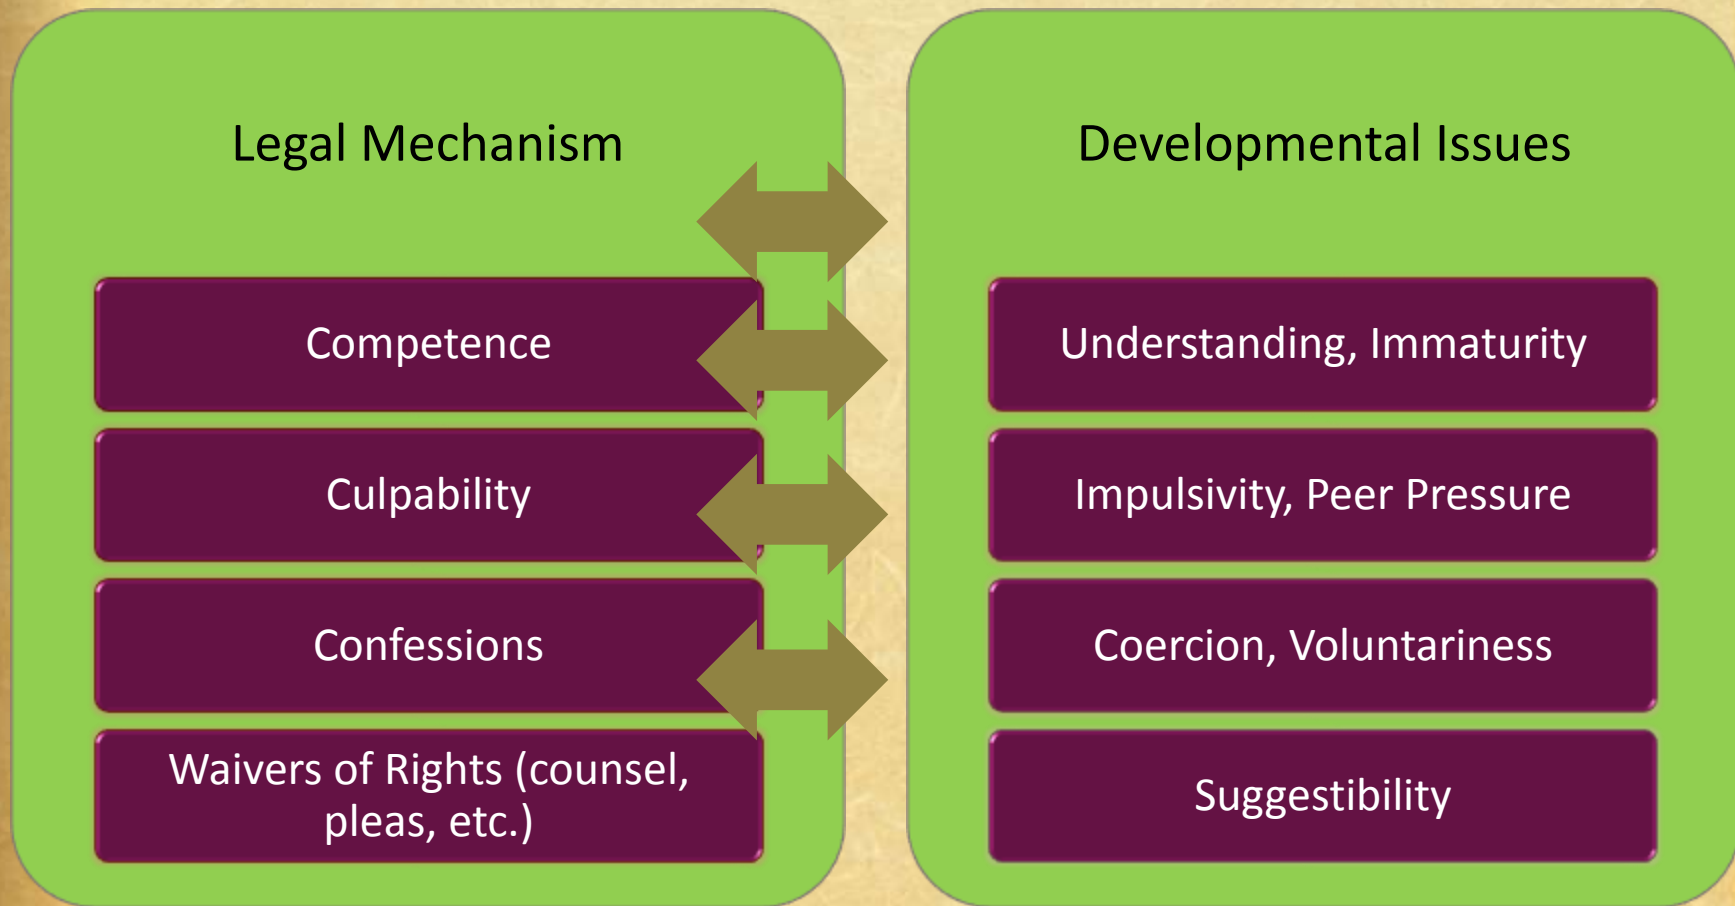 Legal Mechanism
Competence
Culpability
Confessions
Waivers of Rights (counsel,
pleas, etc.)
Developmental Issues
Understanding, Immaturity
Impulsivity, Peer Pressure
Coercion, Voluntariness
Suggestibility